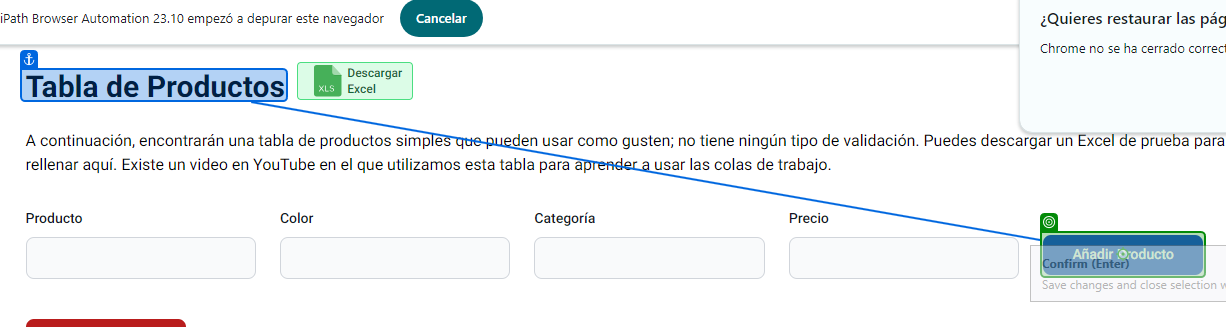 iPath Browser Automation 23.10 empezó a depurar este navegador
Cancelar
¿Quieres restaurar las pág
Chrome no se ha cerrado correct
Tabla de Productos
XLS
Descargar
Excel
A continuación, encontrarán una tabla de productos simples que pueden usar como gusten; no tiene ningún tipo de validación. Puedes descargar un Excel de prueba para
rellenar aquí. Existe un video en YouTube en el que utilizamos esta tabla para aprender a usar las colas de trabajo.
Producto
Color
Categoría
Precio
Añadir Producto
Confirm (Enter)
Save changes and close selection w